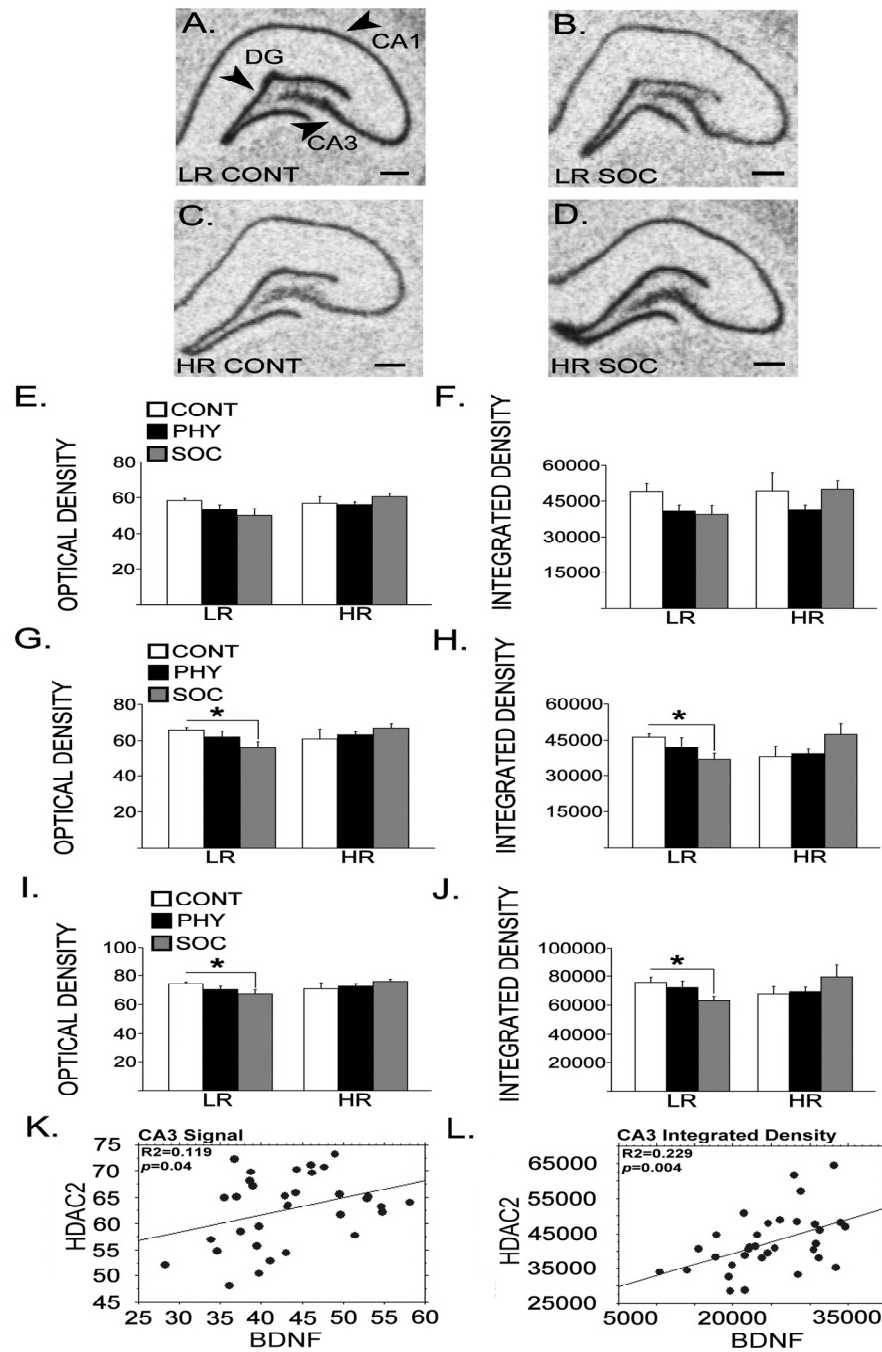 A.
CA1
DG
CA3
LR CONT
B.
LR SOC
C.
HR CONT
D.
HR SOC
E.
CONT
PHY
SOC
OPTICAL DENSITY
80
60
40
20
LR
HR
F.
INTEGRATED DENSITY
60000
45000
30000
15000
LR
HR
G.
CONT
PHY
SOC
OPTICAL DENSITY
80
60
40
20
*
LR
HR
H.
INTEGRATED DENSITY
60000
45000
30000
15000
*
LR
HR
I.
CONT
PHY
SOC
OPTICAL DENSITY
100
80
60
40
20
*
LR
HR
J.
INTEGRATED DENSITY
100000
80000
60000
40000
20000
*
LR
HR
K.
CA3 Signal
R2=0.119
p=0.04
HDAC2
75
70
65
60
55
50
45
25
30
35
40
45
50
55
60
BDNF
L.
CA3 Integrated Density
R2=0.229
p=0.004
HDAC2
65000
55000
45000
35000
25000
5000
20000
35000
BDNF